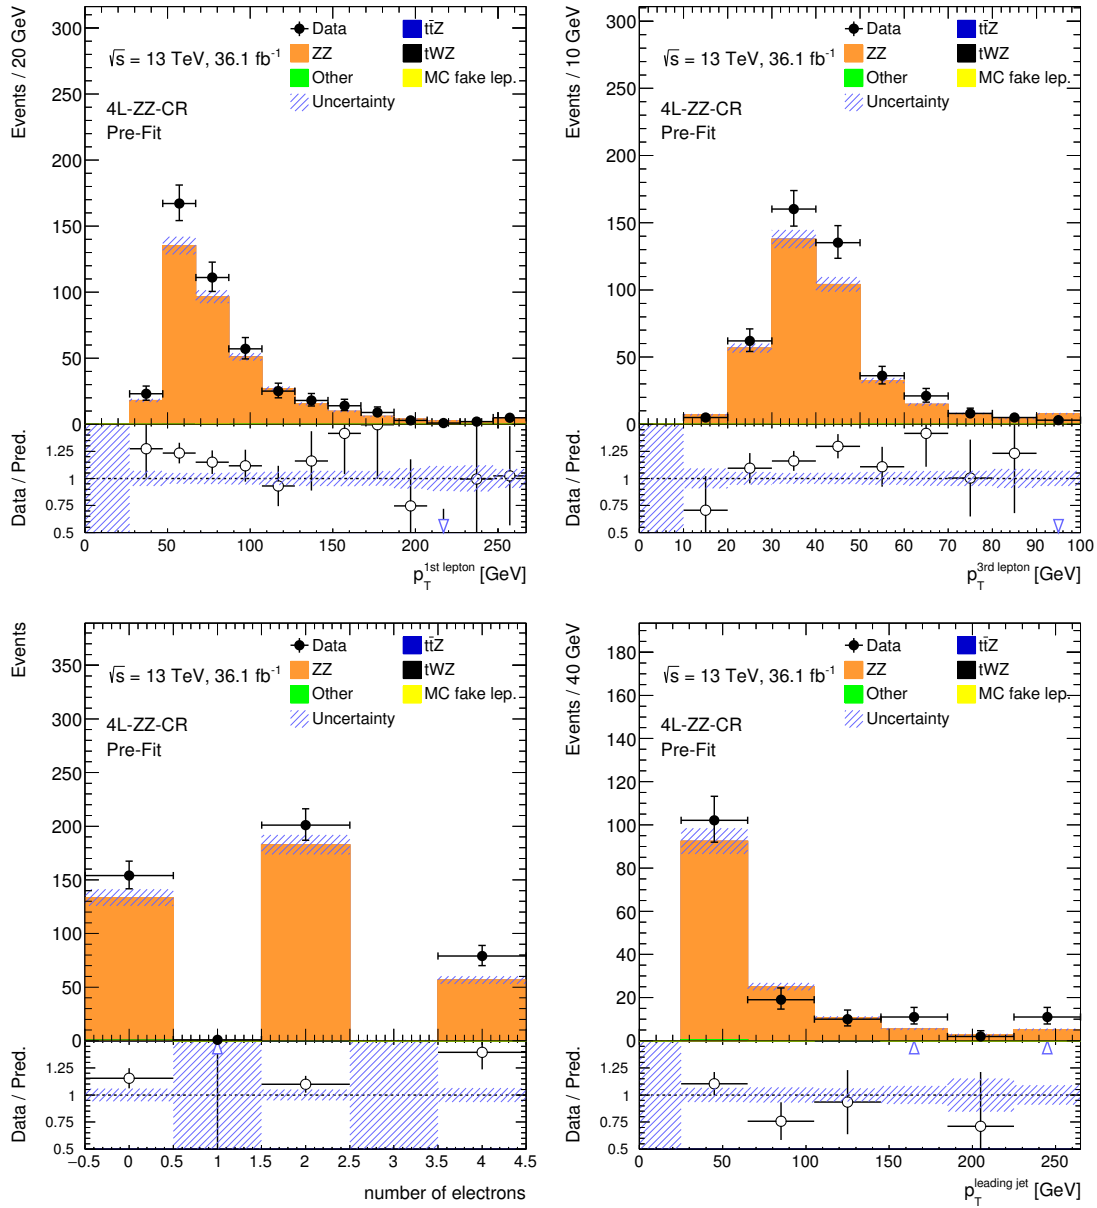 Events / 20 GeV
300
250
200
150
100
50
0
Data
ZZ
Other
Uncertainty
tt̄Z
tWZ
MC fake lep.
√s = 13 TeV, 36.1 fb⁻¹
4L-ZZ-CR
Pre-Fit
Data / Pred.
1.25
1
0.75
0.5
0 50 100 150 200 250
p_T^1st lepton [GeV]
Events / 10 GeV
300
250
200
150
100
50
0
Data
ZZ
Other
Uncertainty
tt̄Z
tWZ
MC fake lep.
√s = 13 TeV, 36.1 fb⁻¹
4L-ZZ-CR
Pre-Fit
Data / Pred.
1.25
1
0.75
0.5
0 10 20 30 40 50 60 70 80 90 100
p_T^3rd lepton [GeV]
Events
350
300
250
200
150
100
50
0
Data
ZZ
Other
Uncertainty
tt̄Z
tWZ
MC fake lep.
√s = 13 TeV, 36.1 fb⁻¹
4L-ZZ-CR
Pre-Fit
Data / Pred.
1.25
1
0.75
0.5
−0.5 0 0.5 1 1.5 2 2.5 3 3.5 4 4.5
number of electrons
Events / 40 GeV
180
160
140
120
100
80
60
40
20
0
Data
ZZ
Other
Uncertainty
tt̄Z
tWZ
MC fake lep.
√s = 13 TeV, 36.1 fb⁻¹
4L-ZZ-CR
Pre-Fit
Data / Pred.
1.25
1
0.75
0.5
0 50 100 150 200 250
p_T^leading jet [GeV]